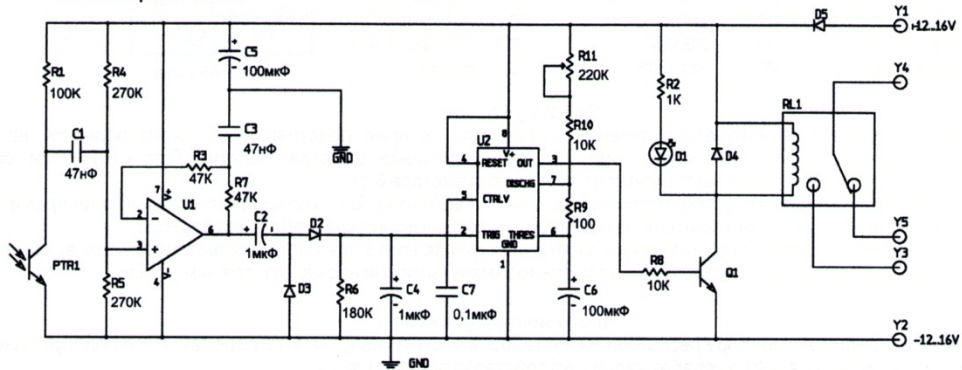 D5
Y1
+12..16V
R1
100K
R4
270K
C5
100мкФ
R11
220K
R2
1K
Y4
RL1
C1
47нФ
C3
47нФ
GND
U2
R10
10K
D1
D4
R3
47K
R7
47K
8
V+
4
RESET
OUT
3
DISCHG
7
5
CTRLV
R9
100
7
U1
2
3
6
4
C2
1мкФ
D2
2
TRIG
THRES
6
GND
1
Y5
Y3
PTR1
R5
270K
D3
R6
180K
C4
1мкФ
C7
0,1мкФ
C6
100мкФ
R8
10K
Q1
Y2
-12..16V
GND